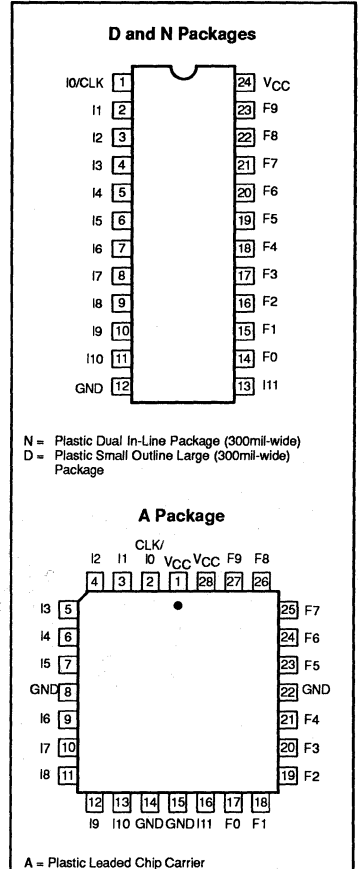 D and N Packages
I0/CLK 1 24 VCC
I1 2 23 F9
I2 3 22 F8
I3 4 21 F7
I4 5 20 F6
I5 6 19 F5
I6 7 18 F4
I7 8 17 F3
I8 9 16 F2
I9 10 15 F1
I10 11 14 F0
GND 12 13 I11
N = Plastic Dual In-Line Package (300mil-wide)
D = Plastic Small Outline Large (300mil-wide)
Package
A Package
CLK/
I2 I1 I0 VCC VCC F9 F8
4 3 2 1 28 27 26
I3 5 25 F7
I4 6 24 F6
I5 7 23 F5
GND 8 22 GND
I6 9 21 F4
I7 10 20 F3
I8 11 19 F2
12 13 14 15 16 17 18
I9 I10 GND GND I11 F0 F1
A = Plastic Leaded Chip Carrier